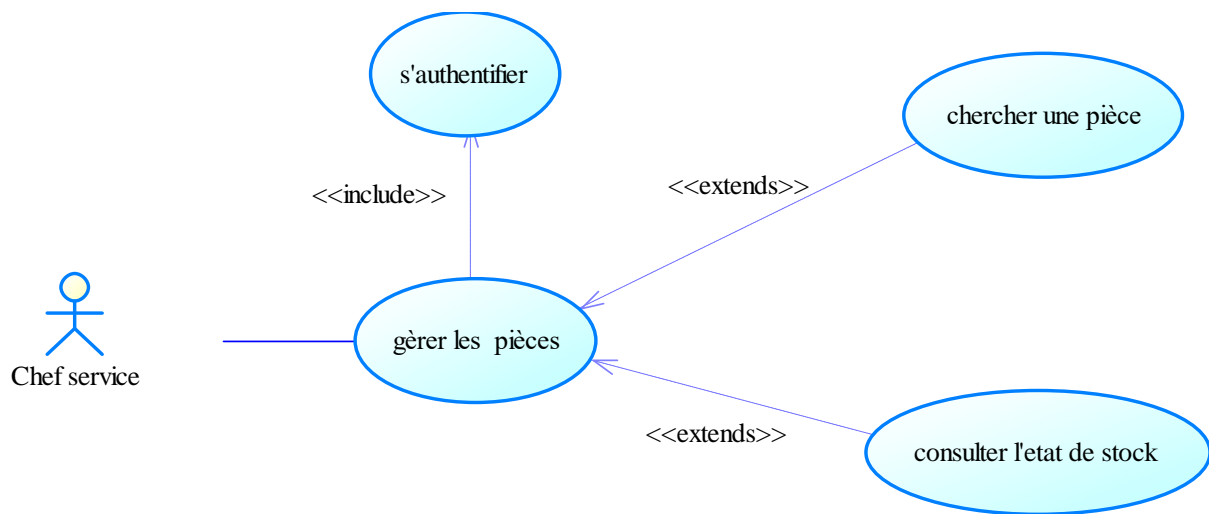 s'authentifier
chercher une pièce
<<include>>
<<extends>>
gèrer les pièces
Chef service
<<extends>>
consulter l'etat de stock